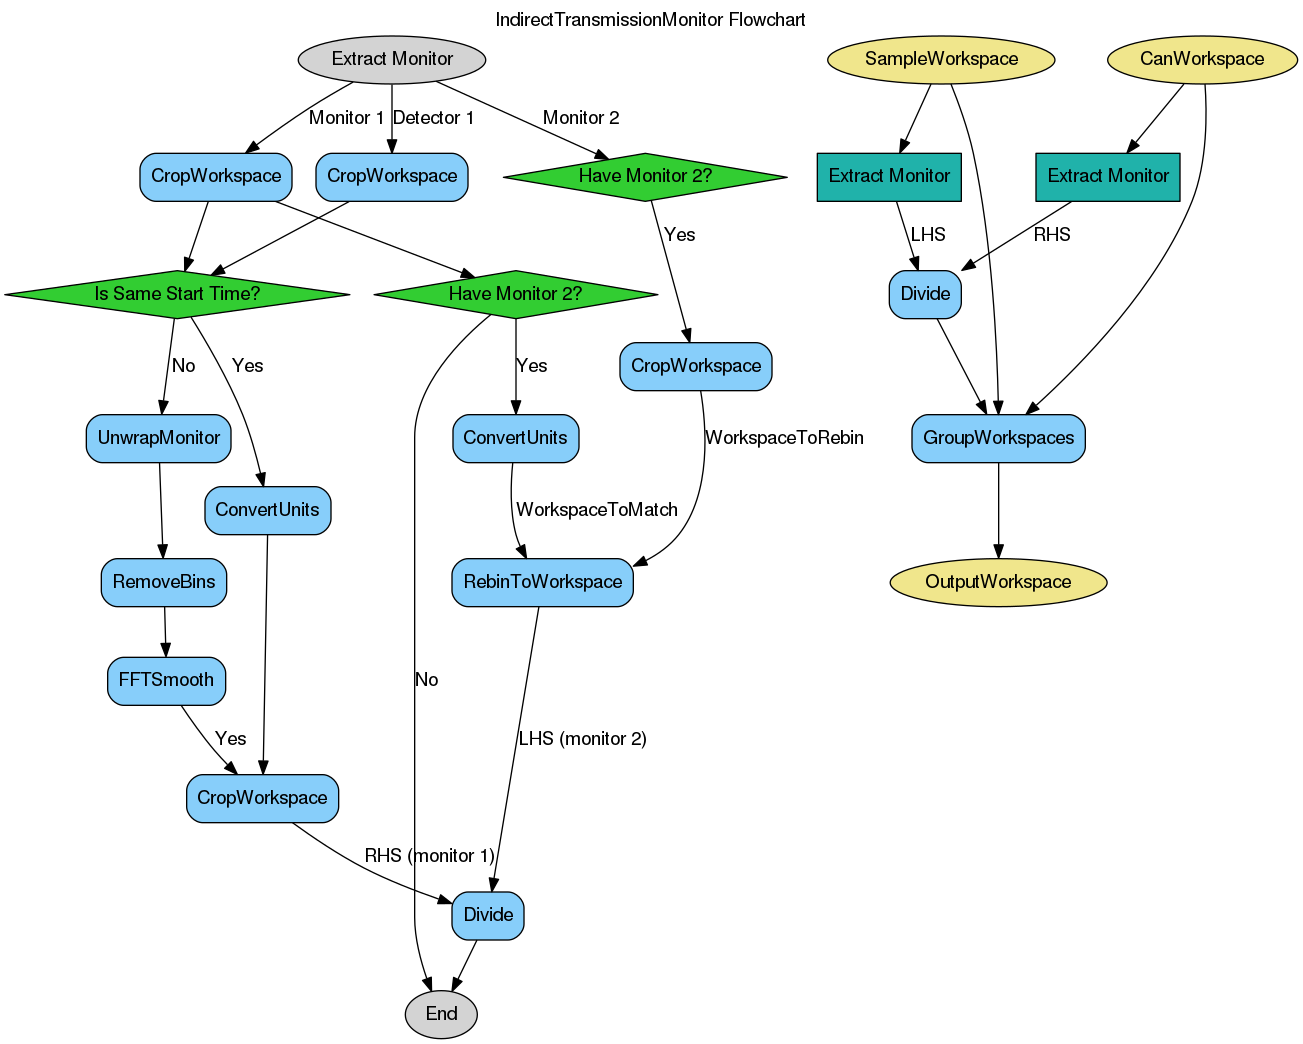 IndirectTransmissionMonitor Flowchart
Extract Monitor
SampleWorkspace
CanWorkspace
Monitor 1
Detector 1
Monitor 2
CropWorkspace
CropWorkspace
Have Monitor 2?
Extract Monitor
Extract Monitor
Yes
LHS
RHS
Is Same Start Time?
Have Monitor 2?
Divide
No
Yes
Yes
CropWorkspace
UnwrapMonitor
ConvertUnits
WorkspaceToRebin
GroupWorkspaces
ConvertUnits
WorkspaceToMatch
RemoveBins
RebinToWorkspace
OutputWorkspace
FFTSmooth
No
Yes
LHS (monitor 2)
CropWorkspace
RHS (monitor 1)
Divide
End